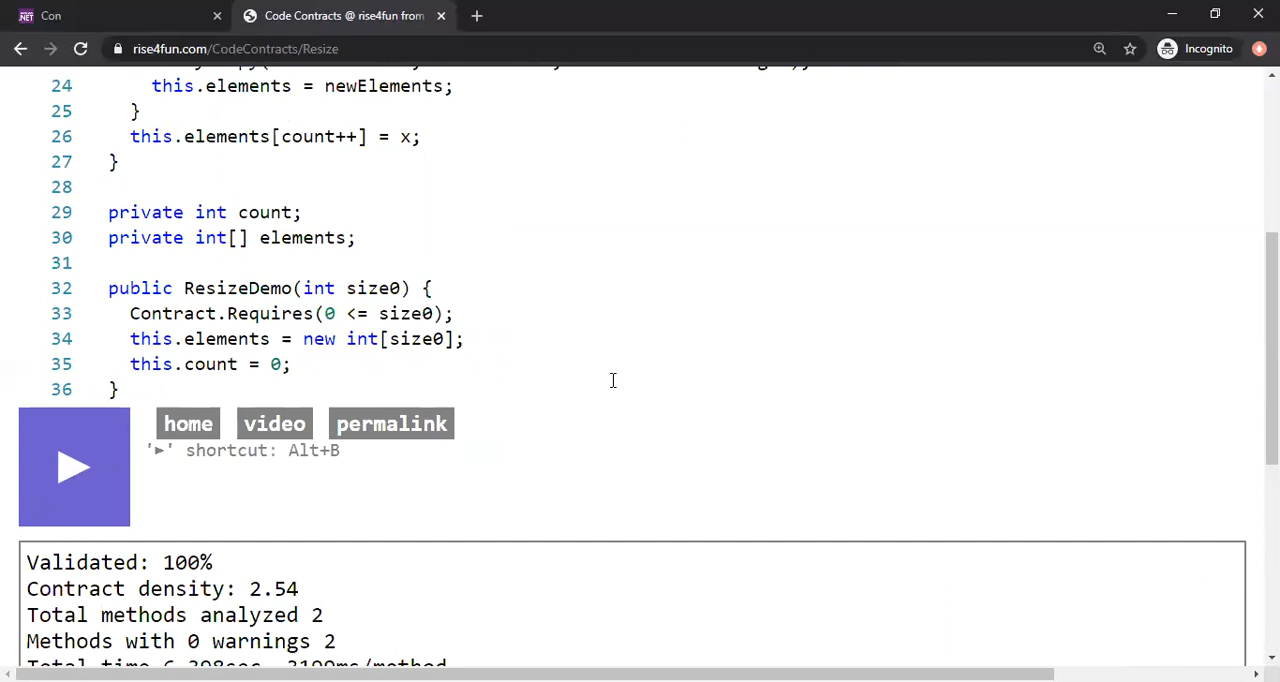 Con
Code Contracts @ rise4fun from
rise4fun.com/CodeContracts/Resize
Incognito
24 this.elements = newElements;
25 }
26 this.elements[count++] = x;
27 }
28
29 private int count;
30 private int[] elements;
31
32 public ResizeDemo(int size0) {
33 Contract.Requires(0 <= size0);
34 this.elements = new int[size0];
35 this.count = 0;
36 }
home video permalink
'►' shortcut: Alt+B
Validated: 100%
Contract density: 2.54
Total methods analyzed 2
Methods with 0 warnings 2